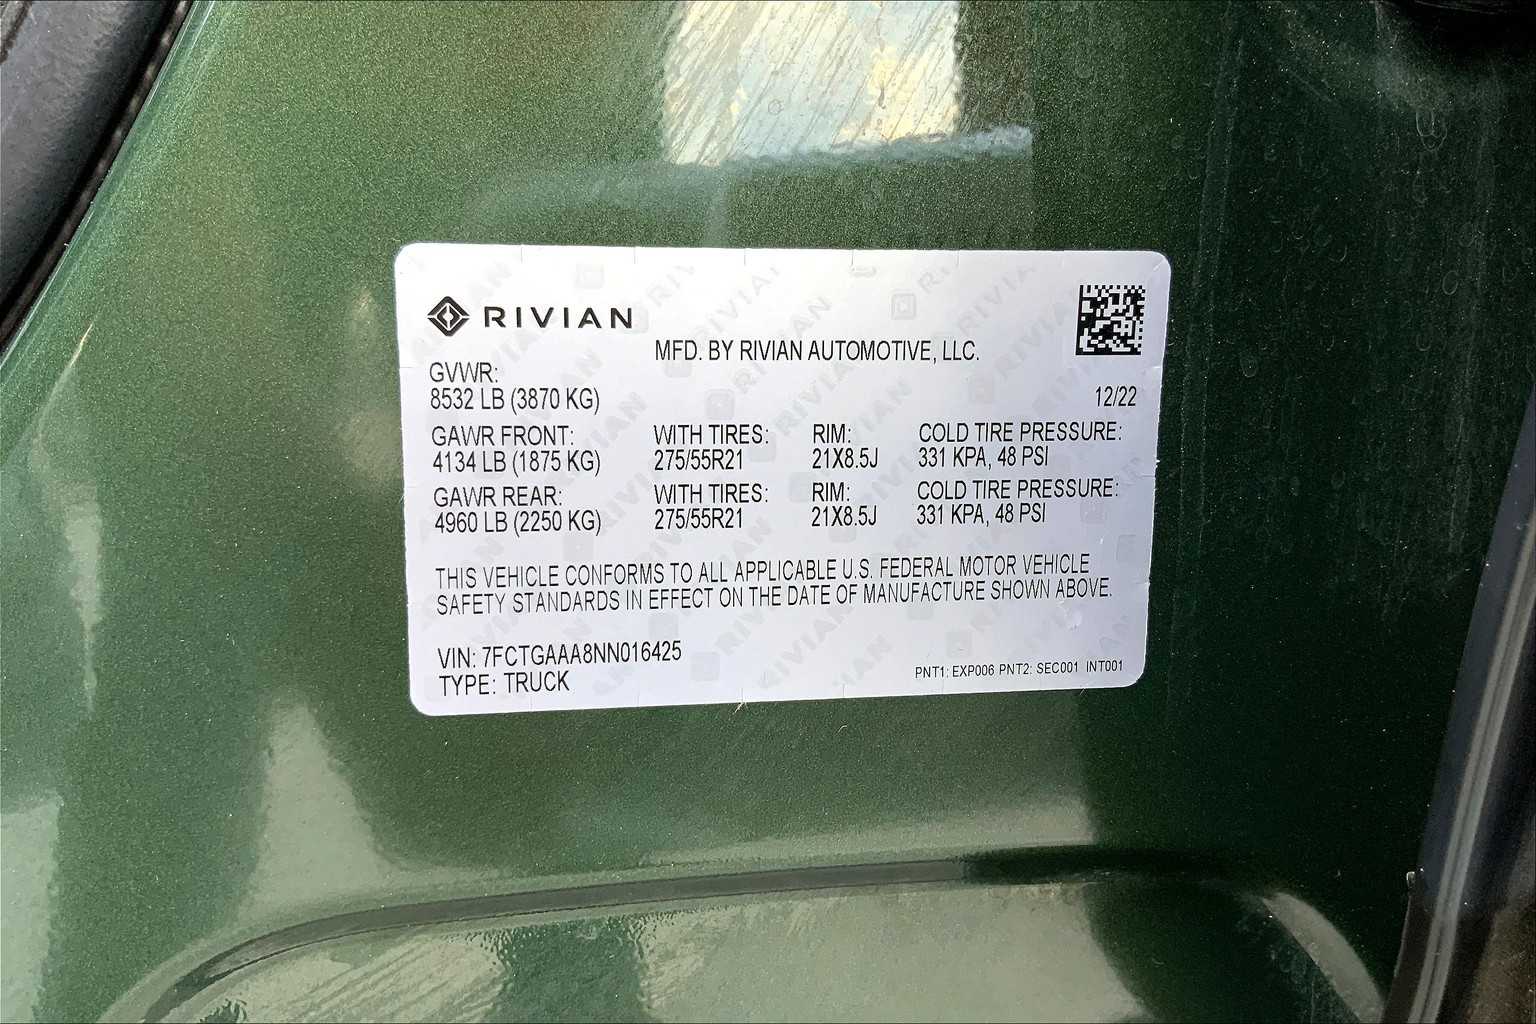 RIVIAN
MFD. BY RIVIAN AUTOMOTIVE, LLC.
GVWR:
8532 LB (3870 KG)
12/22
GAWR FRONT: WITH TIRES: RIM: COLD TIRE PRESSURE:
4134 LB (1875 KG) 275/55R21 21X8.5J 331 KPA, 48 PSI
GAWR REAR: WITH TIRES: RIM: COLD TIRE PRESSURE:
4960 LB (2250 KG) 275/55R21 21X8.5J 331 KPA, 48 PSI
THIS VEHICLE CONFORMS TO ALL APPLICABLE U.S. FEDERAL MOTOR VEHICLE
SAFETY STANDARDS IN EFFECT ON THE DATE OF MANUFACTURE SHOWN ABOVE.
VIN: 7FCTGAAA8NN016425
TYPE: TRUCK
PNT1: EXP006 PNT2: SEC001 INT001